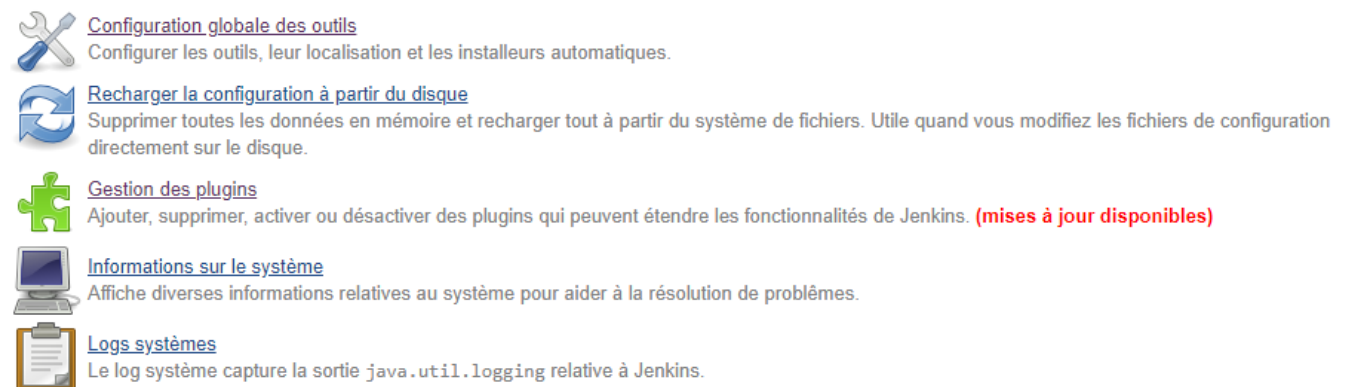 Configuration globale des outils
Configurer les outils, leur localisation et les installeurs automatiques.
Recharger la configuration à partir du disque
Supprimer toutes les données en mémoire et recharger tout à partir du système de fichiers. Utile quand vous modifiez les fichiers de configuration
directement sur le disque.
Gestion des plugins
Ajouter, supprimer, activer ou désactiver des plugins qui peuvent étendre les fonctionnalités de Jenkins. (mises à jour disponibles)
Informations sur le système
Affiche diverses informations relatives au système pour aider à la résolution de problêmes.
Logs systèmes
Le log système capture la sortie java.util.logging relative à Jenkins.